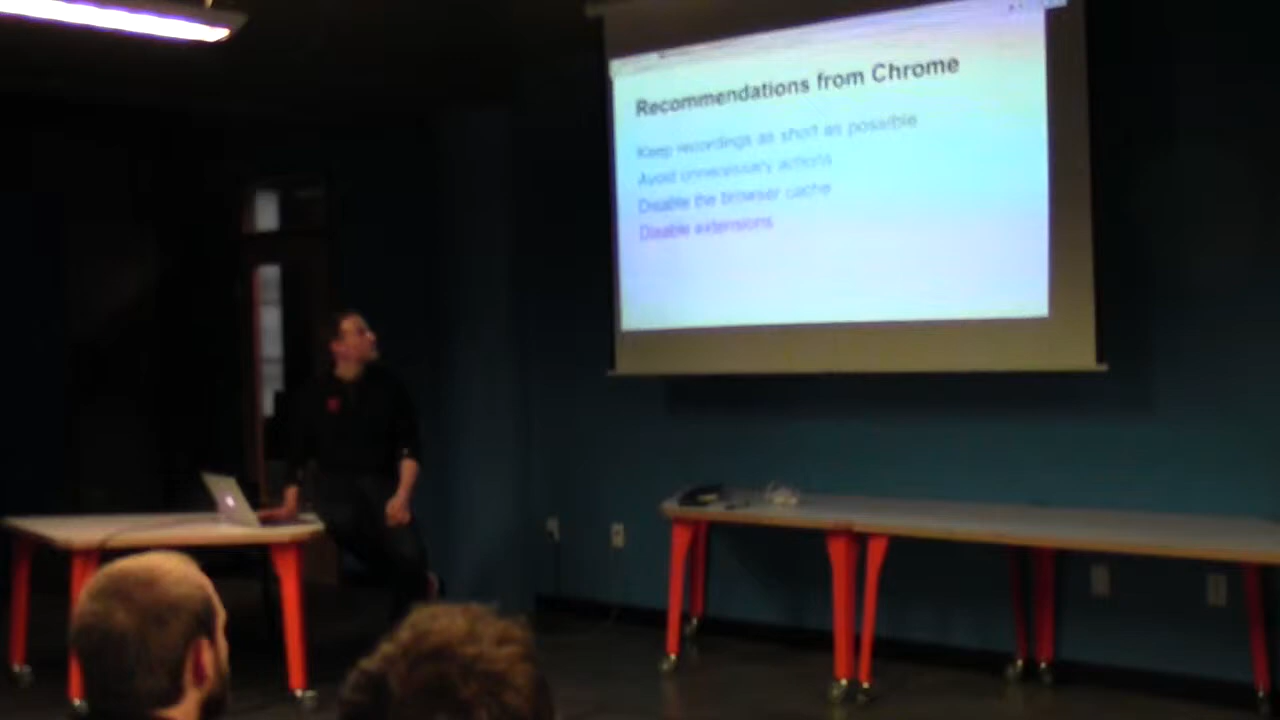 Recommendations from Chrome
Keep recordings as short as possible
Avoid unnecessary actions
Disable the browser cache
Disable extensions